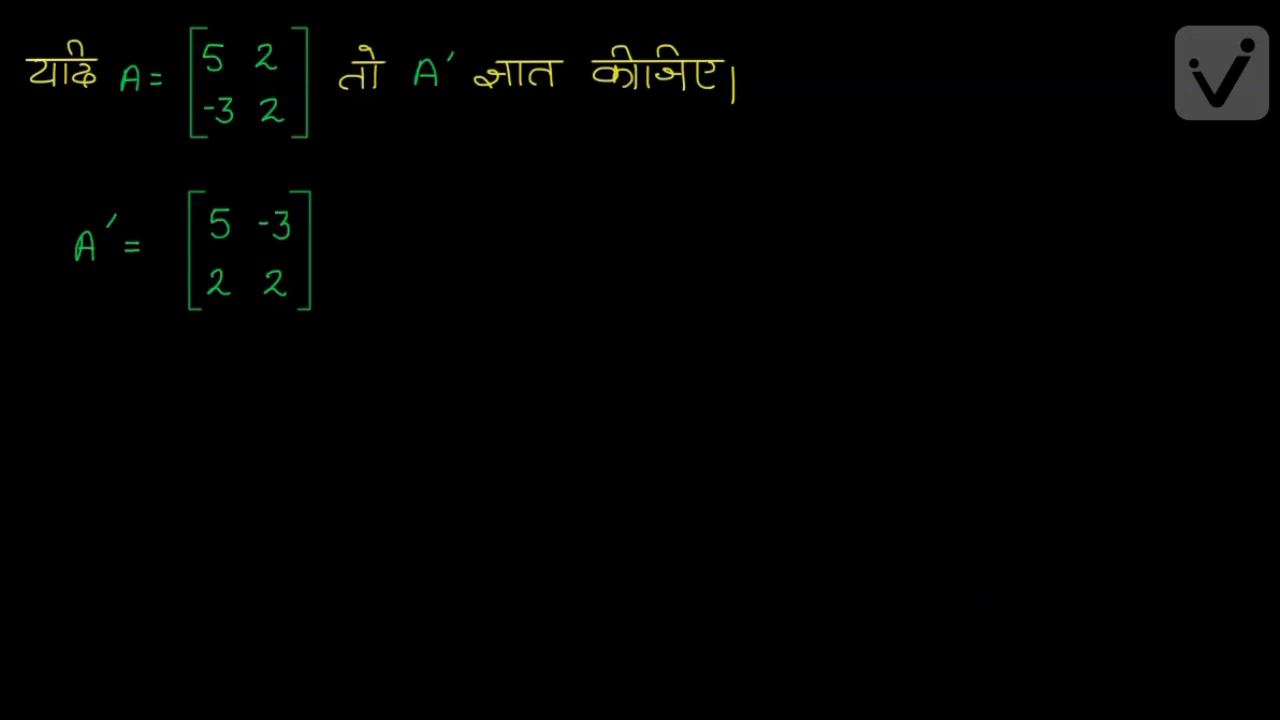 यदि A = [5 2 तो A' ज्ञात कीजिए।
-3 2]
A' = [5 -3
2 2]